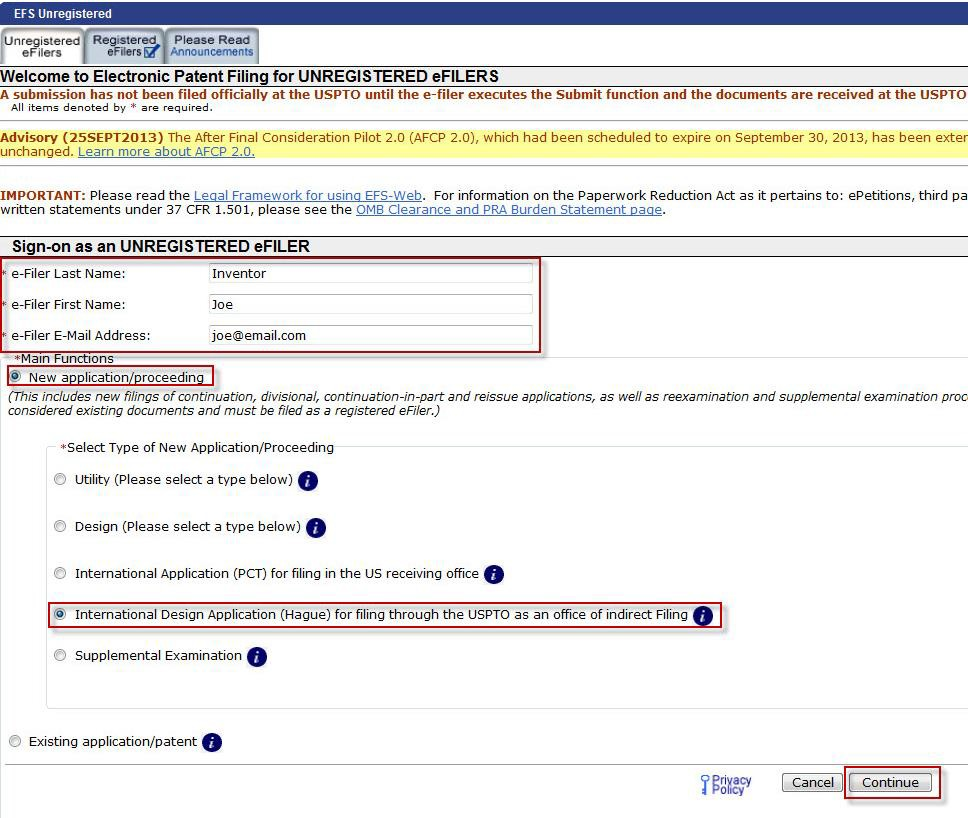 EFS Unregistered
Unregistered eFilers
Registered eFilers
Please Read Announcements
Welcome to Electronic Patent Filing for UNREGISTERED eFILERS
A submission has not been filed officially at the USPTO until the e-filer executes the Submit function and the documents are received at the USPTO
All items denoted by * are required.
Advisory (25SEPT2013) The After Final Consideration Pilot 2.0 (AFCP 2.0), which had been scheduled to expire on September 30, 2013, has been exter
unchanged. Learn more about AFCP 2.0.
IMPORTANT: Please read the Legal Framework for using EFS-Web. For information on the Paperwork Reduction Act as it pertains to: ePetitions, third pa
written statements under 37 CFR 1.501, please see the OMB Clearance and PRA Burden Statement page.
Sign-on as an UNREGISTERED eFILER
* e-Filer Last Name: Inventor
* e-Filer First Name: Joe
* e-Filer E-Mail Address: joe@email.com
*Main Functions
New application/proceeding
(This includes new filings of continuation, divisional, continuation-in-part and reissue applications, as well as reexamination and supplemental examination proc
considered existing documents and must be filed as a registered eFiler.)
*Select Type of New Application/Proceeding
Utility (Please select a type below) i
Design (Please select a type below) i
International Application (PCT) for filing in the US receiving office i
International Design Application (Hague) for filing through the USPTO as an office of indirect Filing i
Supplemental Examination i
Existing application/patent i
Privacy Policy
Cancel
Continue